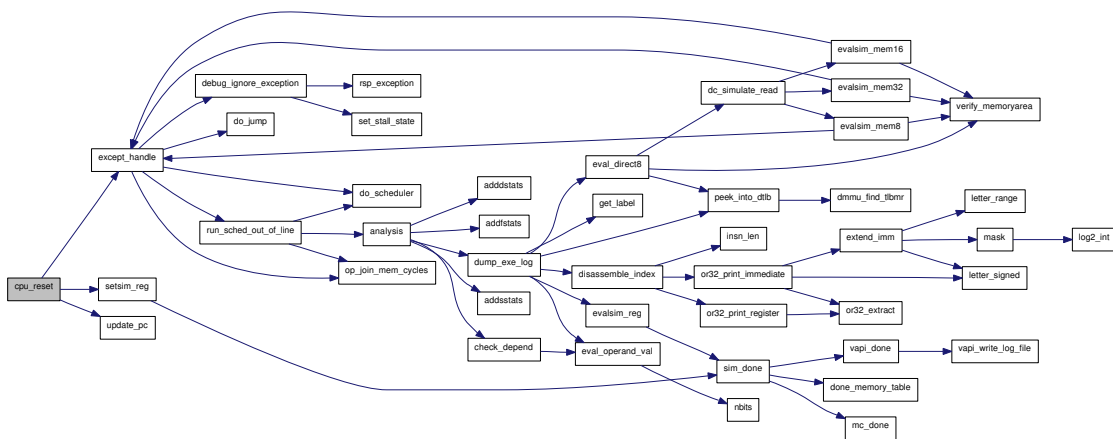 evalsim_mem16
debug_ignore_exception
rsp_exception
dc_simulate_read
evalsim_mem32
verify_memoryarea
do_jump
set_stall_state
evalsim_mem8
except_handle
eval_direct8
do_scheduler
adddstats
peek_into_dtlb
dmmu_find_tlbmr
letter_range
get_label
run_sched_out_of_line
analysis
addfstats
insn_len
extend_imm
mask
log2_int
dump_exe_log
op_join_mem_cycles
disassemble_index
or32_print_immediate
letter_signed
cpu_reset
setsim_reg
addsstats
evalsim_reg
or32_print_register
or32_extract
update_pc
check_depend
eval_operand_val
vapi_done
vapi_write_log_file
sim_done
done_memory_table
nbits
mc_done